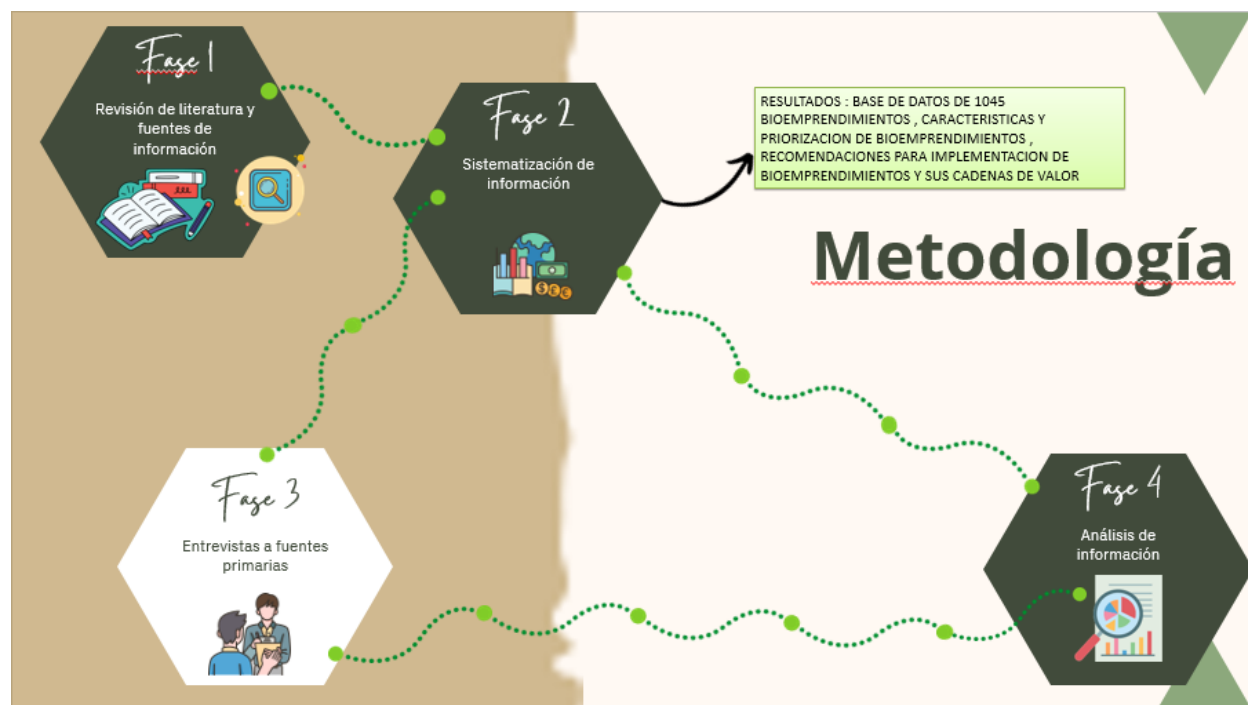 Fase 1
Revisión de literatura y
fuentes de
información
Fase 2
Sistematización de
información
RESULTADOS : BASE DE DATOS DE 1045
BIOEMPRENDIMIENTOS , CARACTERISTICAS Y
PRIORIZACION DE BIOEMPRENDIMIENTOS ,
RECOMENDACIONES PARA IMPLEMENTACION DE
BIOEMPRENDIMIENTOS Y SUS CADENAS DE VALOR
Metodología
Fase 3
Entrevistas a fuentes
primarias
Fase 4
Análisis de
información